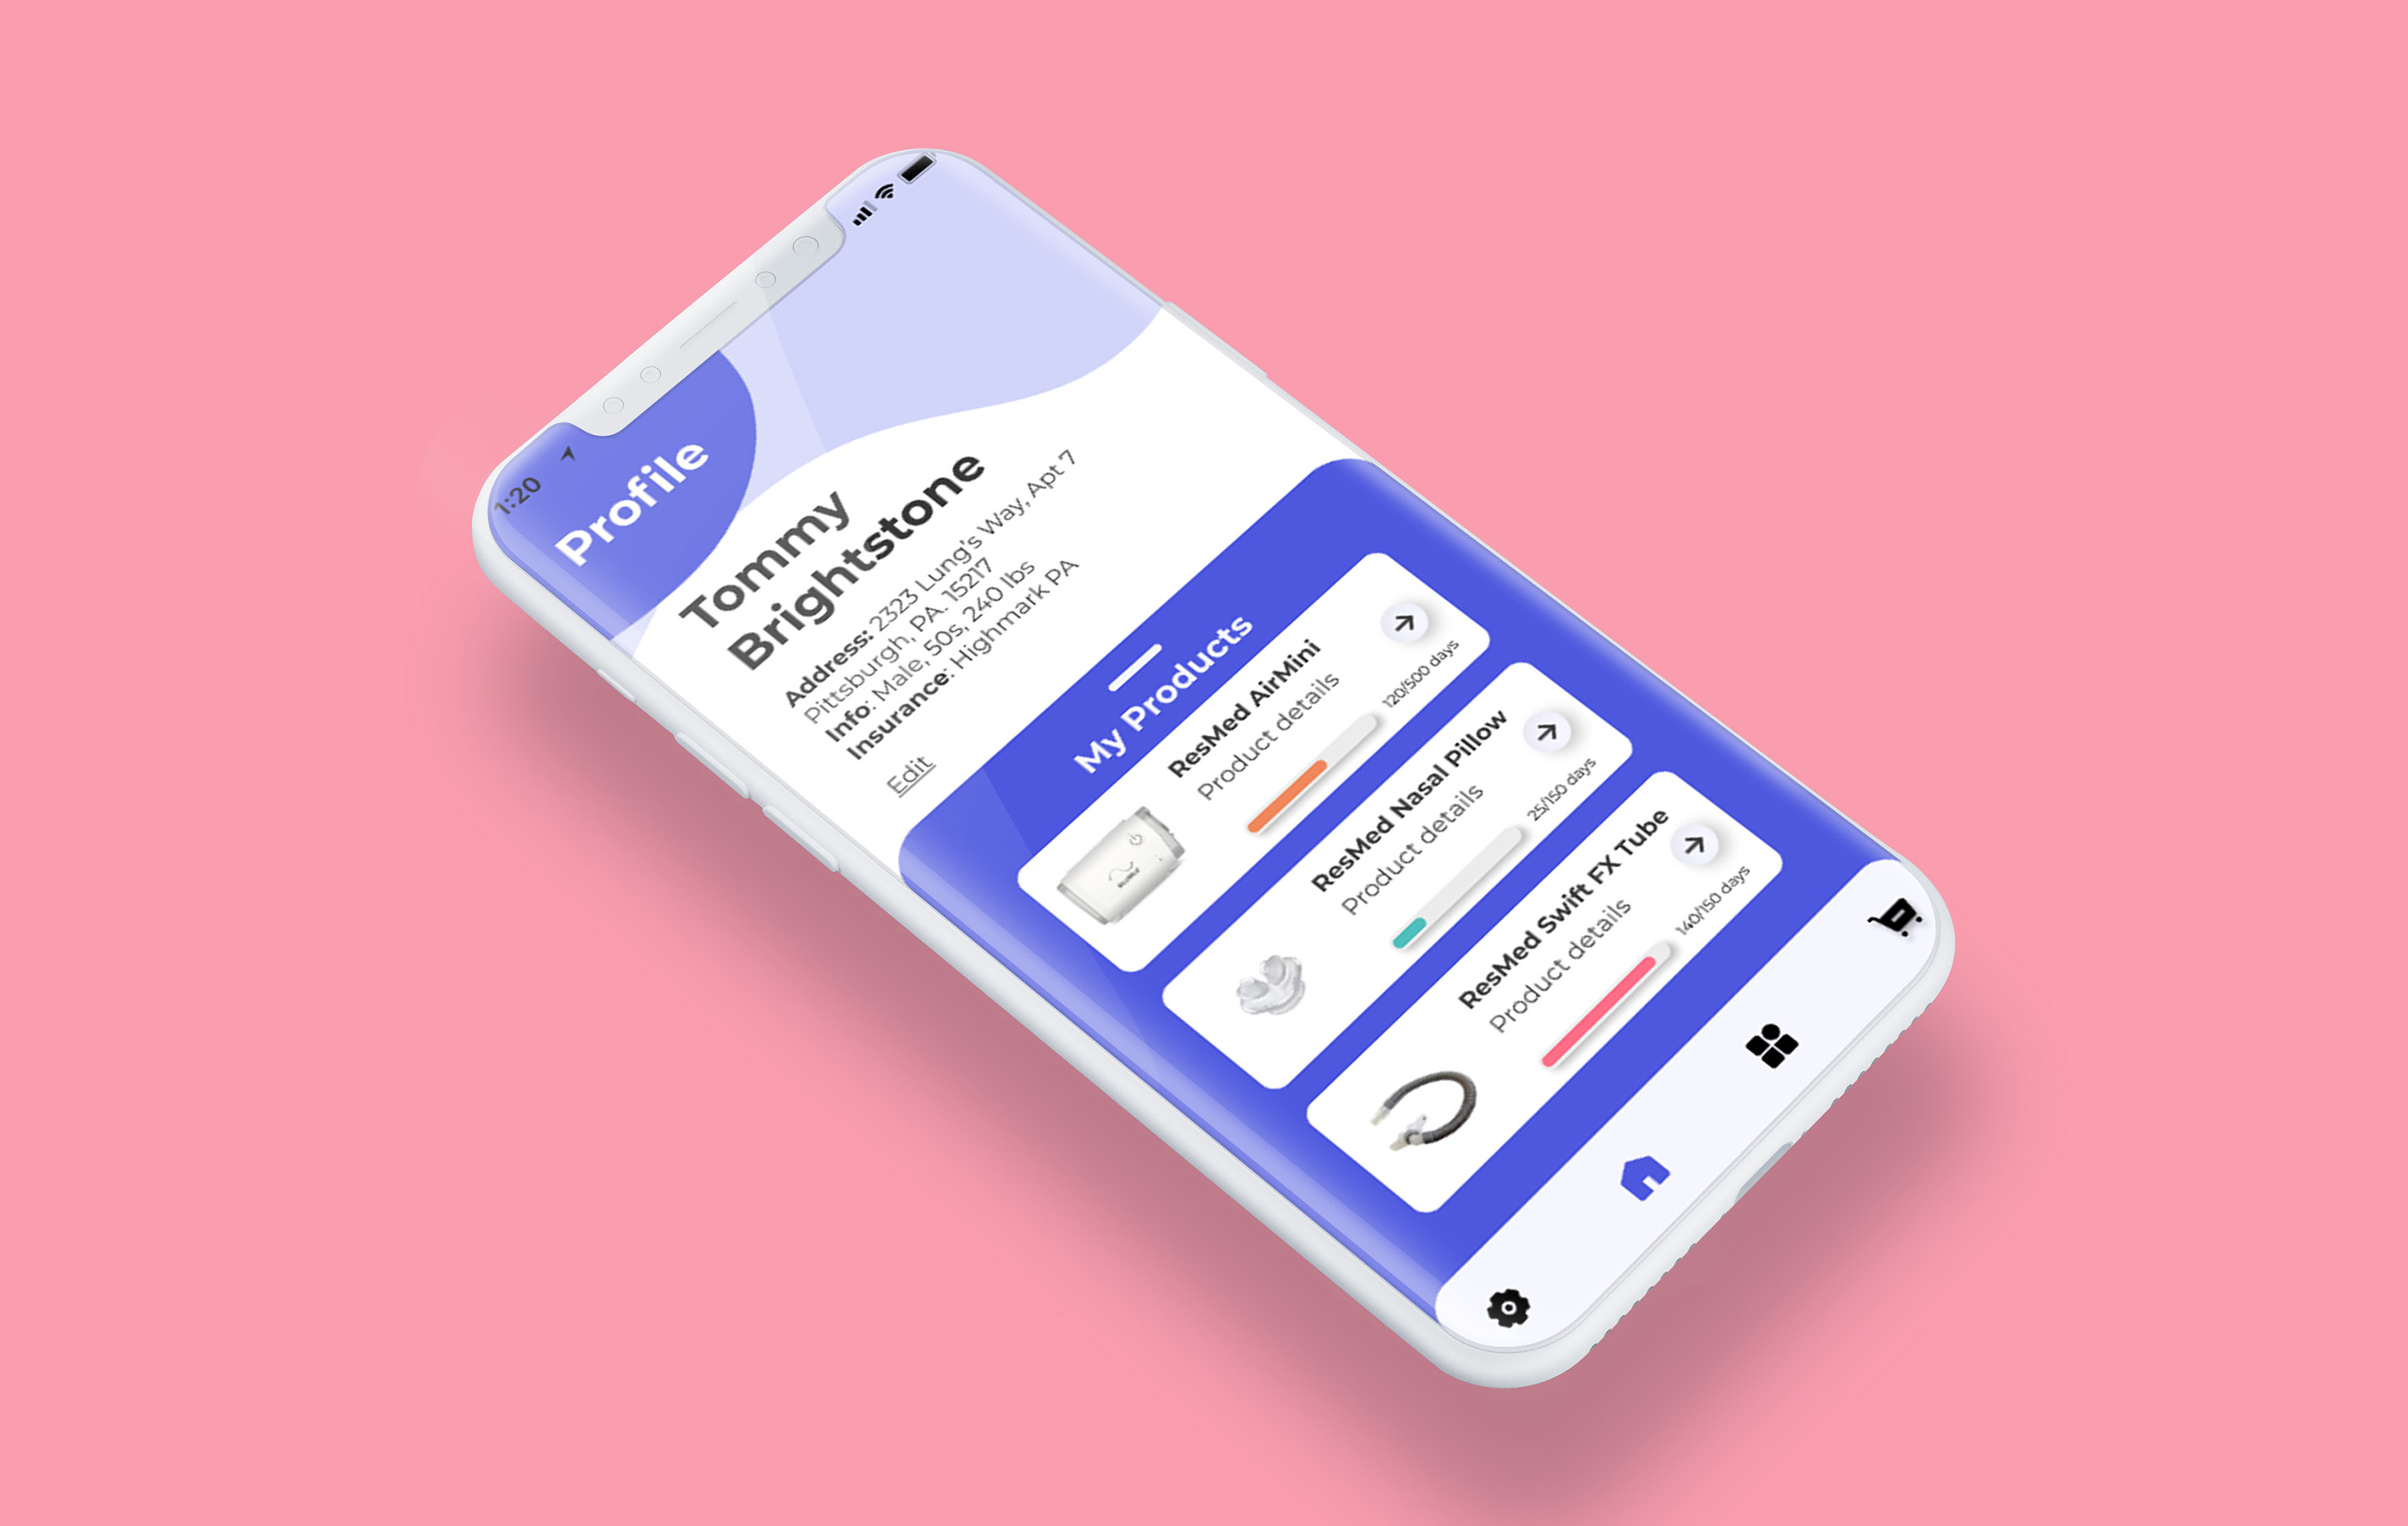 1:20
Profile
Tommy
Brightstone
Address: 2323 Lung's Way, Apt 7
Pittsburgh, PA. 15217
Info: Male, 50s, 240 lbs
Insurance: Highmark PA
Edit
My Products
ResMed AirMini
Product details
120/500 days
ResMed Nasal Pillow
Product details
25/150 days
ResMed Swift FX Tube
Product details
140/150 days